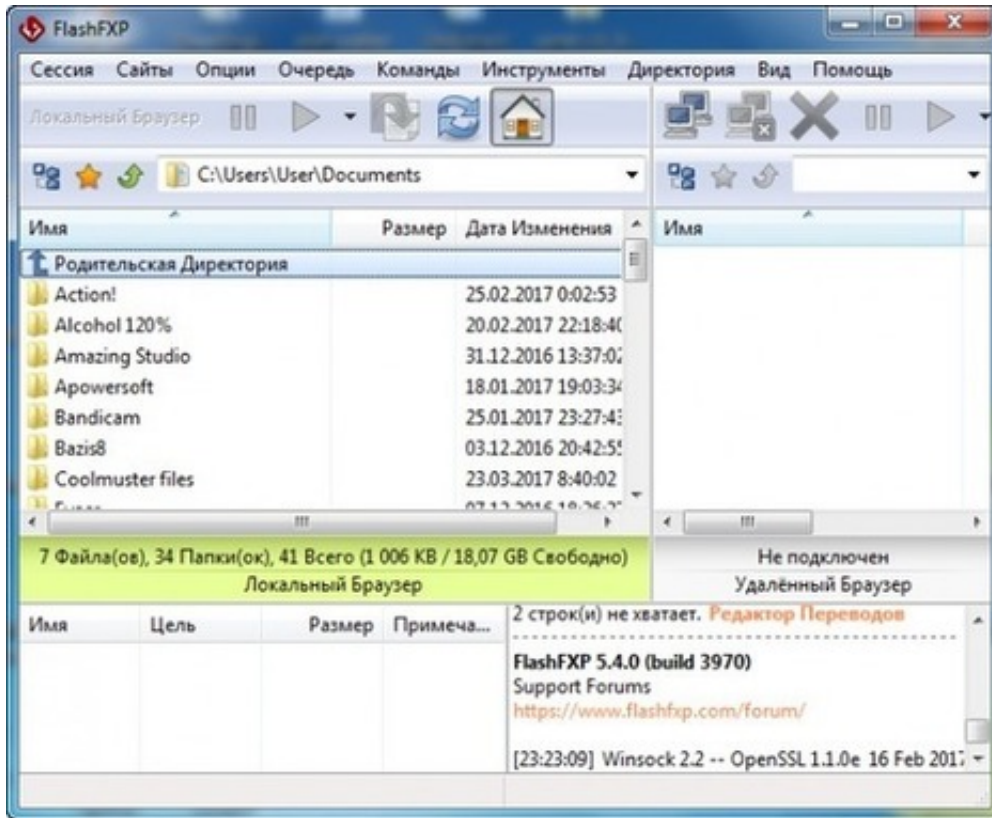 FlashFXP
Сессия Сайты Опции Очередь Команды Инструменты Директория Вид Помощь
Локальный Браузер
C:\Users\User\Documents
Имя Размер Дата Изменения Имя
Родительская Директория
Action! 25.02.2017 0:02:53
Alcohol 120% 20.02.2017 22:18:40
Amazing Studio 31.12.2016 13:37:02
Apowersoft 18.01.2017 19:03:34
Bandicam 25.01.2017 23:27:43
Bazis8 03.12.2016 20:42:55
Coolmuster files 23.03.2017 8:40:02
7 Файла(ов), 34 Папки(ок), 41 Всего (1 006 KB / 18,07 GB Свободно) Не подключен
Локальный Браузер Удалённый Браузер
Имя Цель Размер Примеча...
2 строк(и) не хватает. Редактор Переводов
FlashFXP 5.4.0 (build 3970)
Support Forums
https://www.flashfxp.com/forum/
[23:23:09] Winsock 2.2 -- OpenSSL 1.1.0e 16 Feb 2017